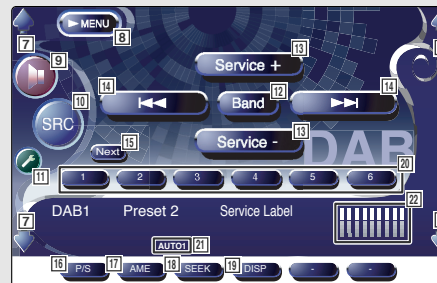 ►MENU
7
8
9
13
Service +
14
14
12
10
|◀◀
Band
▶▶|
SRC
13
Service -
15
Next
DAB
11
20
1 2 3 4 5 6
22
DAB1 Preset 2 Service Label
7
AUTO1 21
16 17 18 19
P/S AME SEEK DISP - -